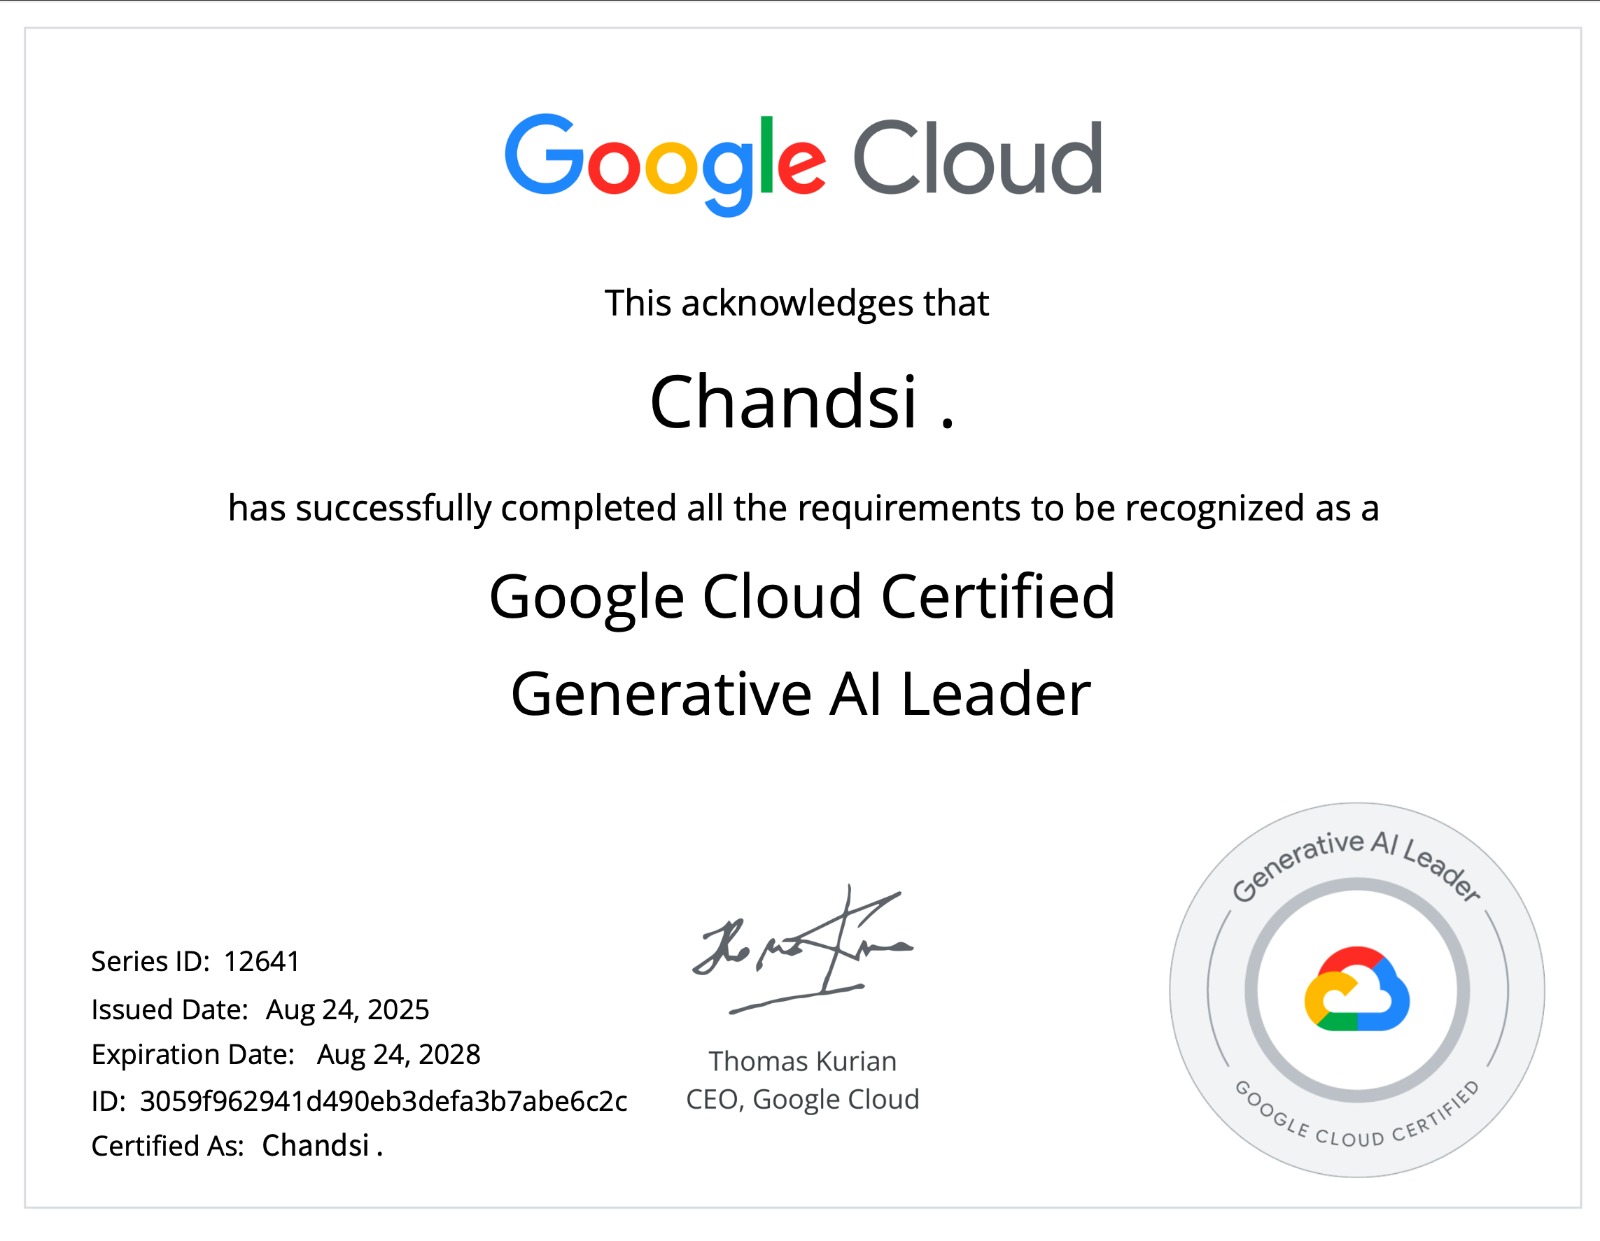 Google Cloud
This acknowledges that
Chandsi .
has successfully completed all the requirements to be recognized as a
Google Cloud Certified
Generative AI Leader
Series ID: 12641
Issued Date: Aug 24, 2025
Expiration Date: Aug 24, 2028
ID: 3059f962941d490eb3defa3b7abe6c2c
Certified As: Chandsi .
Thomas Kurian
CEO, Google Cloud
Generative AI Leader
GOOGLE CLOUD CERTIFIED